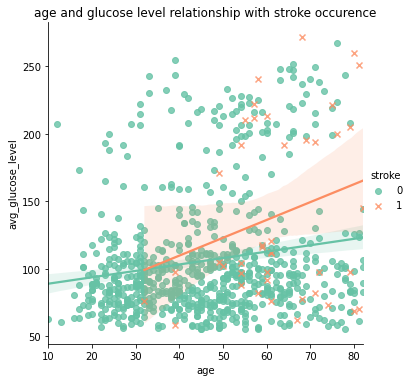 age and glucose level relationship with stroke occurence
avg_glucose_level
250
200
150
100
50
10 20 30 40 50 60 70 80
age
stroke
0
1